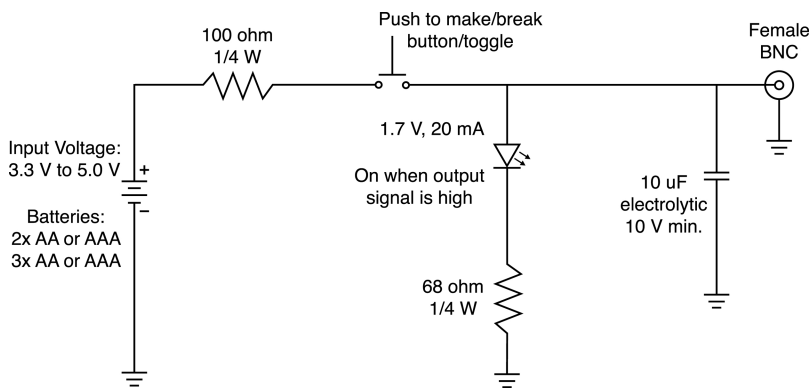 Push to make/break
button/toggle
100 ohm
1/4 W
Female
BNC
1.7 V, 20 mA
Input Voltage:
3.3 V to 5.0 V
+
–
On when output
signal is high
10 uF
electrolytic
10 V min.
Batteries:
2x AA or AAA
3x AA or AAA
68 ohm
1/4 W